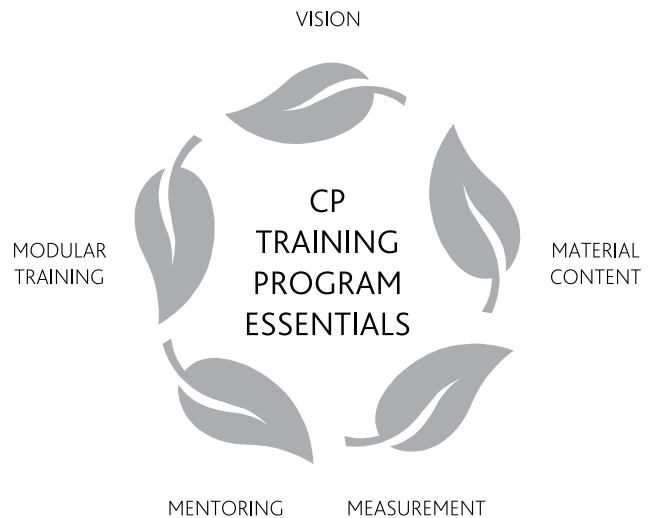 VISION
CP
TRAINING
PROGRAM
ESSENTIALS
MODULAR
TRAINING
MATERIAL
CONTENT
MENTORING
MEASUREMENT